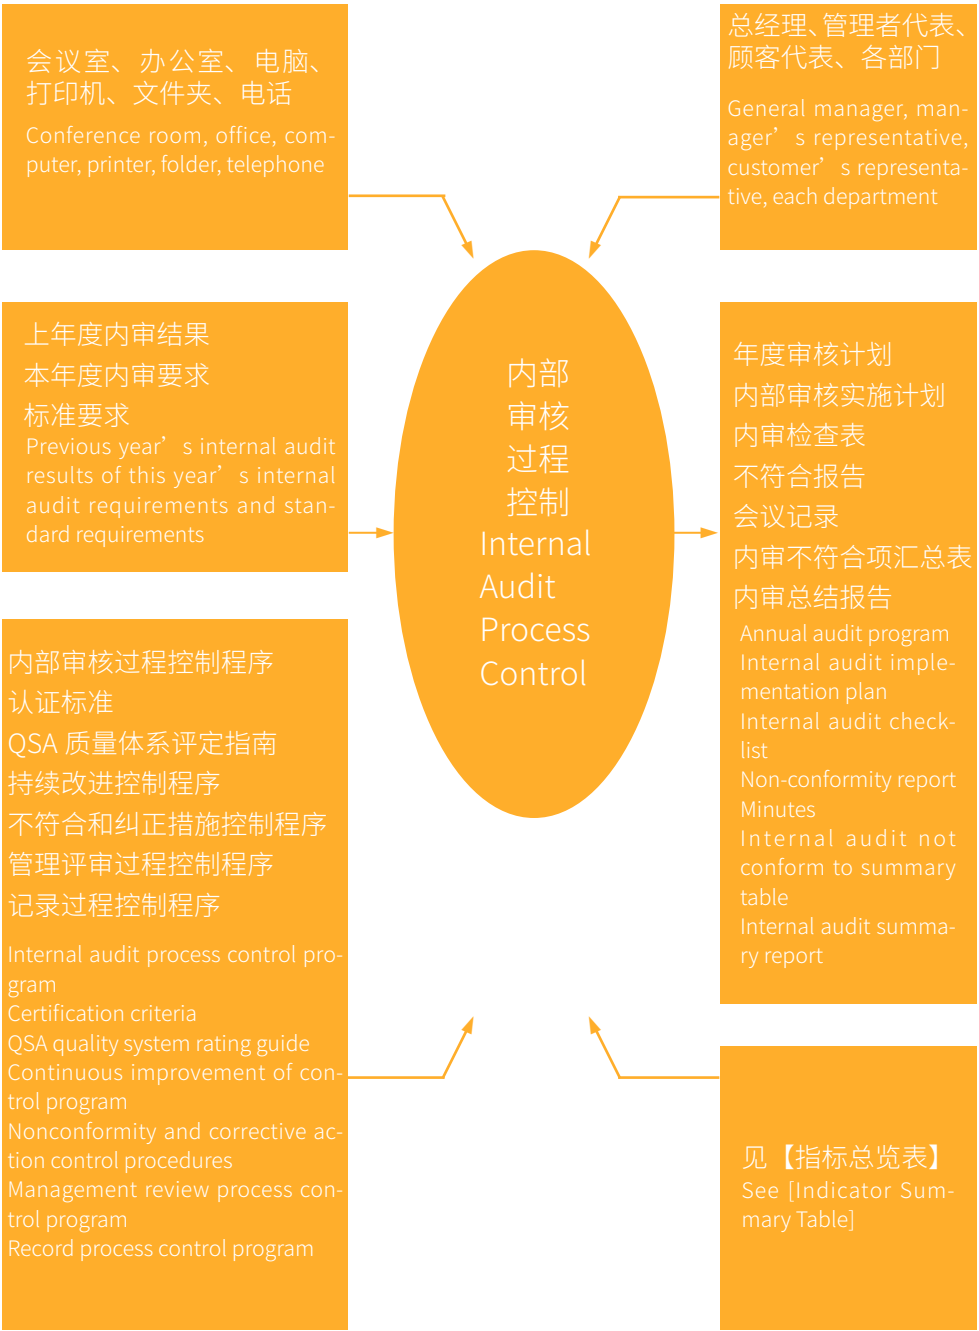 会议室、办公室、电脑、
打印机、文件夹、电话
Conference room, office, com-
puter, printer, folder, telephone
总经理、管理者代表、
顾客代表、各部门
General manager, man-
ager’s representative,
customer’s representa-
tive, each department
上年度内审结果
本年度内审要求
标准要求
Previous year’s internal audit
results of this year’s internal
audit requirements and stan-
dard requirements
内部
审核
过程
控制
Internal
Audit
Process
Control
年度审核计划
内部审核实施计划
内审检查表
不符合报告
会议记录
内审不符合项汇总表
内审总结报告
Annual audit program
Internal audit imple-
mentation plan
Internal audit check-
list
Non-conformity report
Minutes
Internal audit not
conform to summary
table
Internal audit summa-
ry report
内部审核过程控制程序
认证标准
QSA 质量体系评定指南
持续改进控制程序
不符合和纠正措施控制程序
管理评审过程控制程序
记录过程控制程序
Internal audit process control pro-
gram
Certification criteria
QSA quality system rating guide
Continuous improvement of con-
trol program
Nonconformity and corrective ac-
tion control procedures
Management review process con-
trol program
Record process control program
见【指标总览表】
See [Indicator Sum-
mary Table]